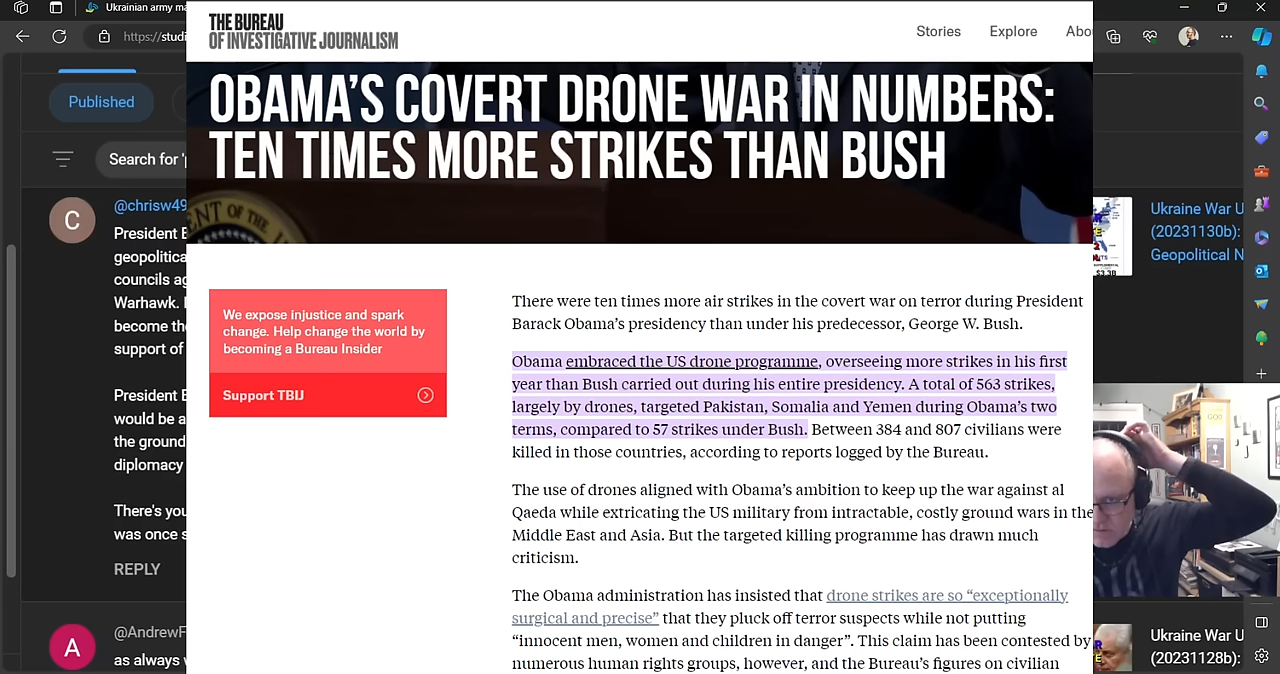 Ukrainian army ma
https://studi
Published
Search for 'p
@chrisw49
President B
geopolitica
councils ag
Warhawk. I
become the
support of
President B
would be a
the ground
diplomacy
There's you
was once s
REPLY
@AndrewF
as always w
THE BUREAU
OF INVESTIGATIVE JOURNALISM
Stories
Explore
Abou
OBAMA'S COVERT DRONE WAR IN NUMBERS:
TEN TIMES MORE STRIKES THAN BUSH
ENT OF THE
We expose injustice and spark
change. Help change the world by
becoming a Bureau Insider
Support TBIJ
There were ten times more air strikes in the covert war on terror during President
Barack Obama's presidency than under his predecessor, George W. Bush.
Obama embraced the US drone programme, overseeing more strikes in his first
year than Bush carried out during his entire presidency. A total of 563 strikes,
largely by drones, targeted Pakistan, Somalia and Yemen during Obama's two
terms, compared to 57 strikes under Bush. Between 384 and 807 civilians were
killed in those countries, according to reports logged by the Bureau.
The use of drones aligned with Obama's ambition to keep up the war against al
Qaeda while extricating the US military from intractable, costly ground wars in the
Middle East and Asia. But the targeted killing programme has drawn much
criticism.
The Obama administration has insisted that drone strikes are so “exceptionally
surgical and precise” that they pluck off terror suspects while not putting
“innocent men, women and children in danger”. This claim has been contested by
numerous human rights groups, however, and the Bureau's figures on civilian
Ukraine War U
(20231130b):
Geopolitical N
$3.3B
Ukraine War U
(20231128b):